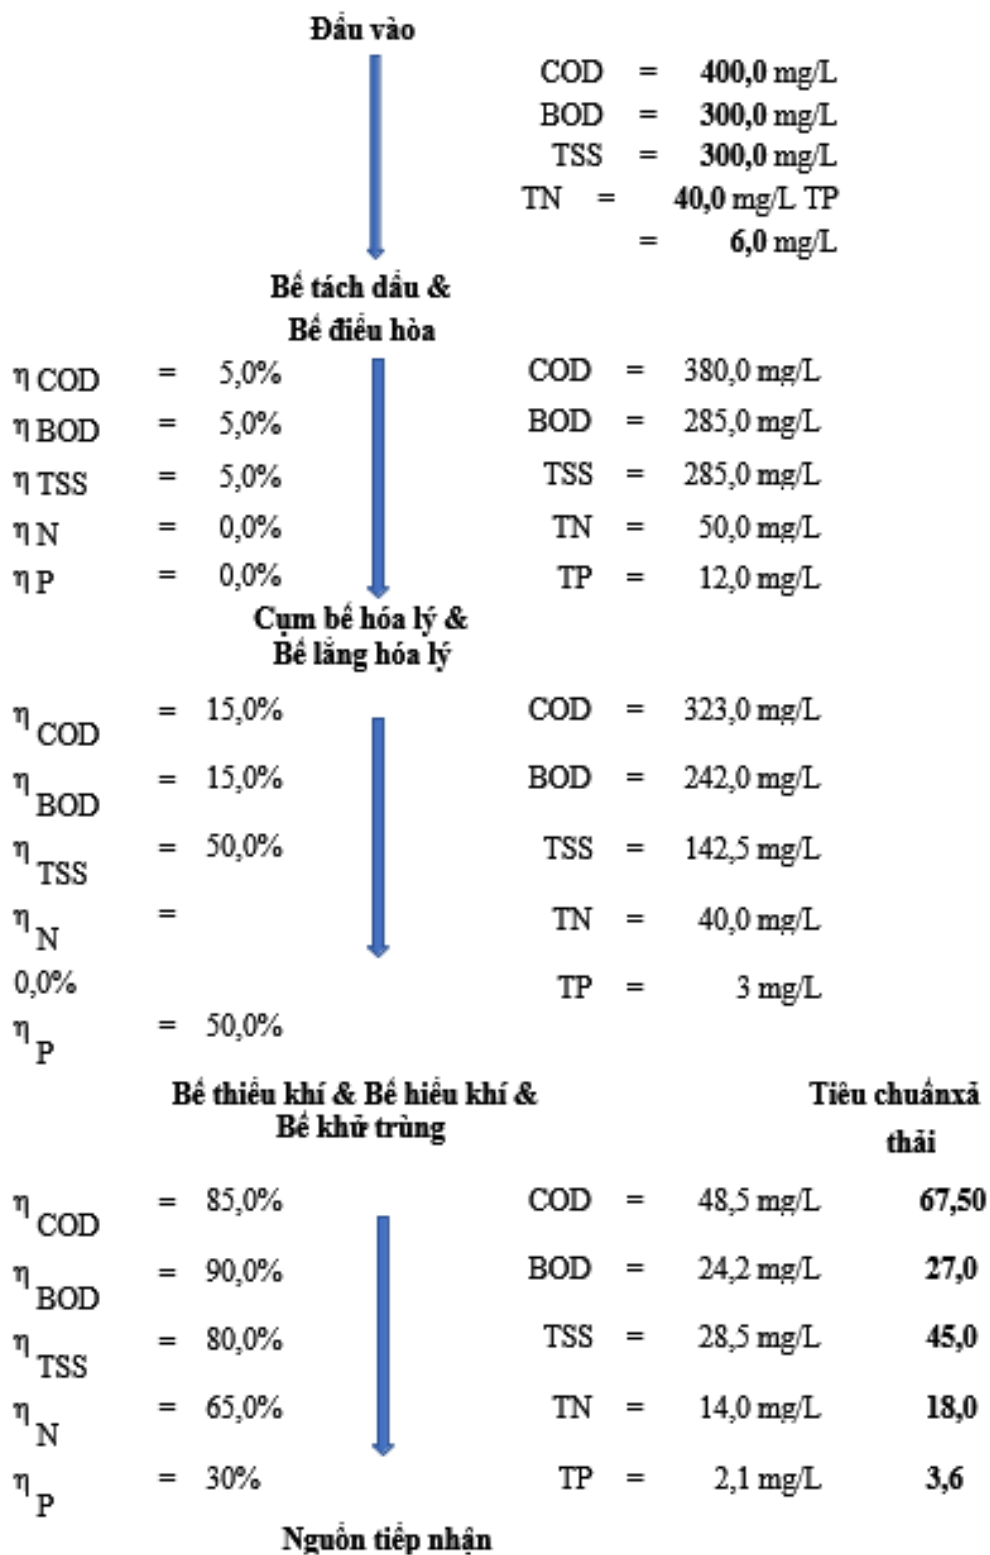 Đầu vào
COD = 400,0 mg/L
BOD = 300,0 mg/L
TSS = 300,0 mg/L
TN = 40,0 mg/L TP
= 6,0 mg/L
Bể tách dầu &
Bể điều hòa
η COD = 5,0% COD = 380,0 mg/L
η BOD = 5,0% BOD = 285,0 mg/L
η TSS = 5,0% TSS = 285,0 mg/L
η N = 0,0% TN = 50,0 mg/L
η P = 0,0% TP = 12,0 mg/L
Cụm bể hóa lý &
Bể lắng hóa lý
η COD = 15,0% COD = 323,0 mg/L
η BOD = 15,0% BOD = 242,0 mg/L
η TSS = 50,0% TSS = 142,5 mg/L
η N = TN = 40,0 mg/L
0,0% TP = 3 mg/L
η P = 50,0%
Bể thiếu khí & Bể hiếu khí & Tiêu chuẩnxả
Bể khử trùng thải
η COD = 85,0% COD = 48,5 mg/L 67,50
η BOD = 90,0% BOD = 24,2 mg/L 27,0
η TSS = 80,0% TSS = 28,5 mg/L 45,0
η N = 65,0% TN = 14,0 mg/L 18,0
η P = 30% TP = 2,1 mg/L 3,6
Nguồn tiếp nhận